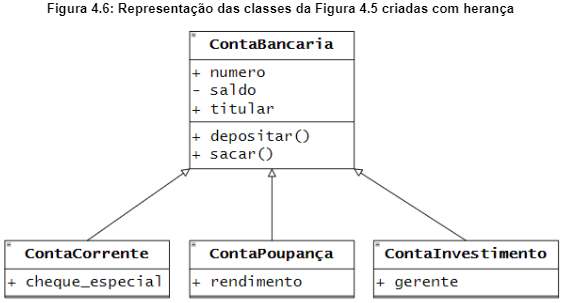 Figura 4.6: Representação das classes da Figura 4.5 criadas com herança
ContaBancaria
+ numero
- saldo
+ titular
+ depositar()
+ sacar()
ContaCorrente
+ cheque_especial
ContaPoupança
+ rendimento
ContaInvestimento
+ gerente